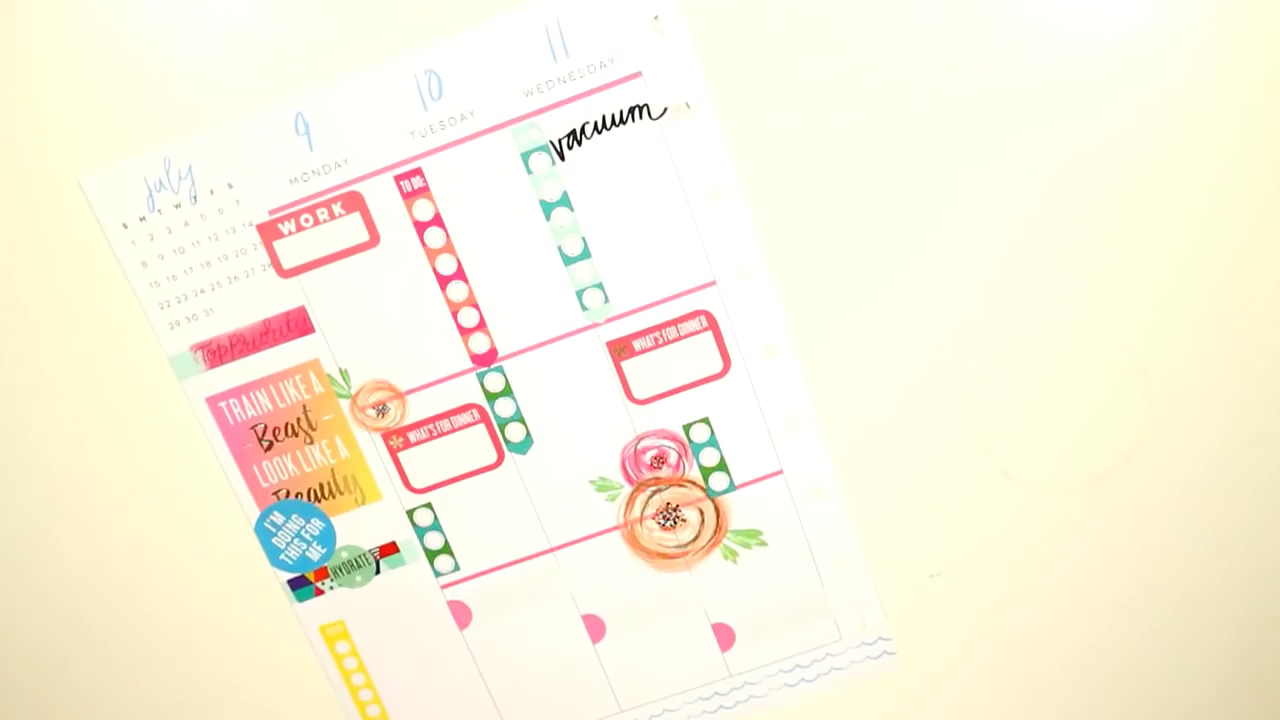 july
9
10
11
MONDAY
TUESDAY
WEDNESDAY
S M T W
1 2 3 4 5 6 7
8 9 10 11 12 13 14
15 16 17 18 19 20 21
22 23 24 25 26 27 28
29 30 31
WORK
TO DO:
vacuum
Top Priority
TRAIN LIKE A
Beast
LOOK LIKE A
Beauty
I'M
DOING
THIS FOR
ME
HYDRATE
WHAT'S FOR DINNER
WHAT'S FOR DINNER